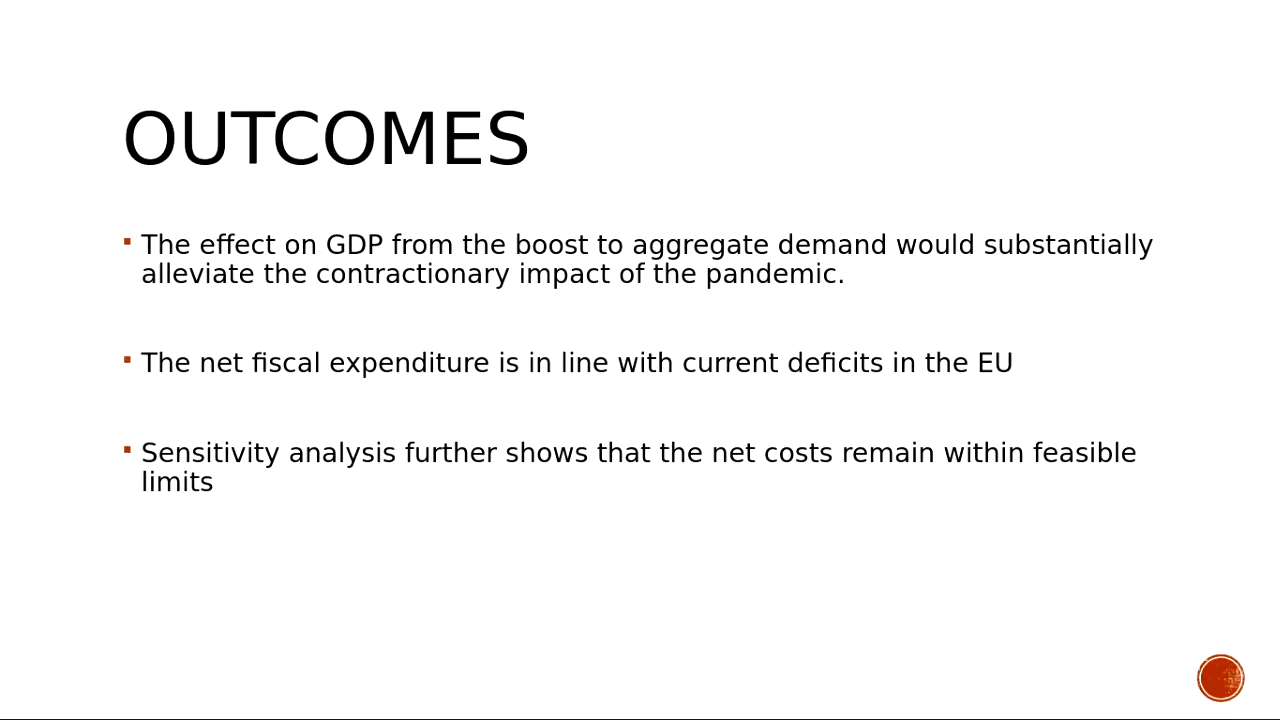 OUTCOMES
The effect on GDP from the boost to aggregate demand would substantially
alleviate the contractionary impact of the pandemic.
The net fiscal expenditure is in line with current deficits in the EU
Sensitivity analysis further shows that the net costs remain within feasible
limits